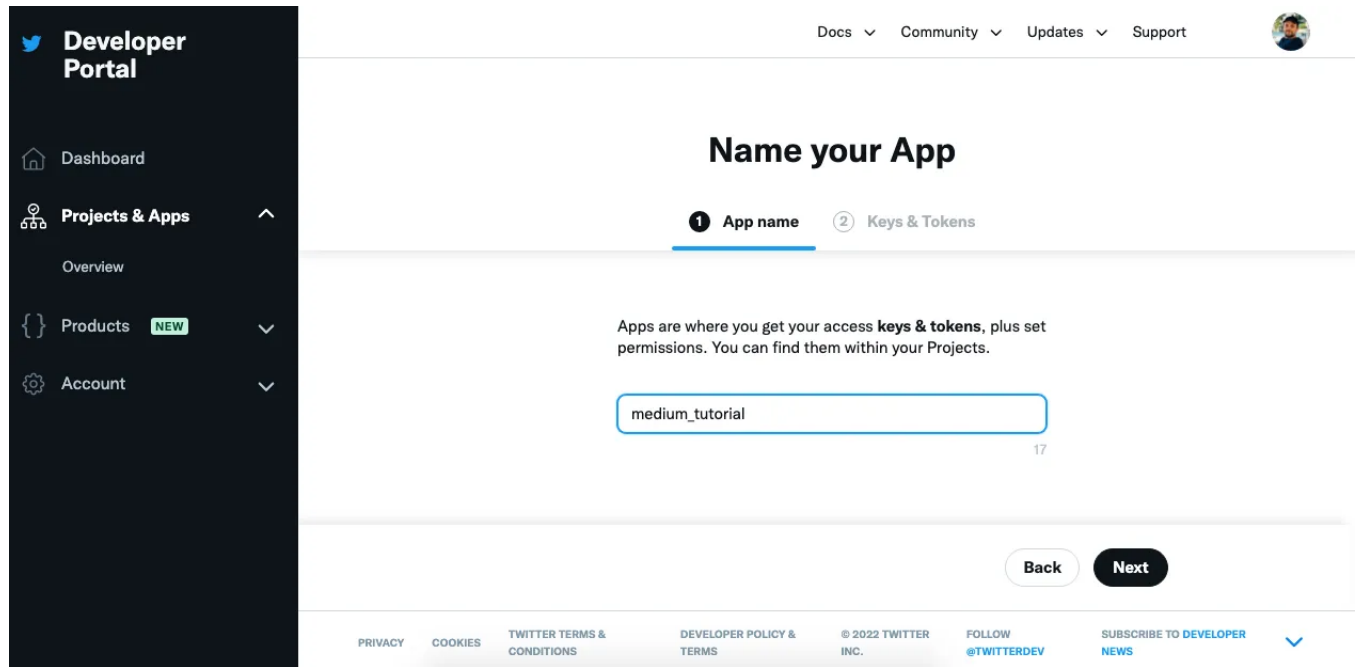 Developer
Portal
Docs
Community
Updates
Support
Dashboard
Projects & Apps
Overview
Products NEW
Account
Name your App
1 App name
2 Keys & Tokens
Apps are where you get your access keys & tokens, plus set
permissions. You can find them within your Projects.
medium_tutorial
17
Back
Next
PRIVACY
COOKIES
TWITTER TERMS &
CONDITIONS
DEVELOPER POLICY &
TERMS
© 2022 TWITTER
INC.
FOLLOW
@TWITTERDEV
SUBSCRIBE TO DEVELOPER
NEWS